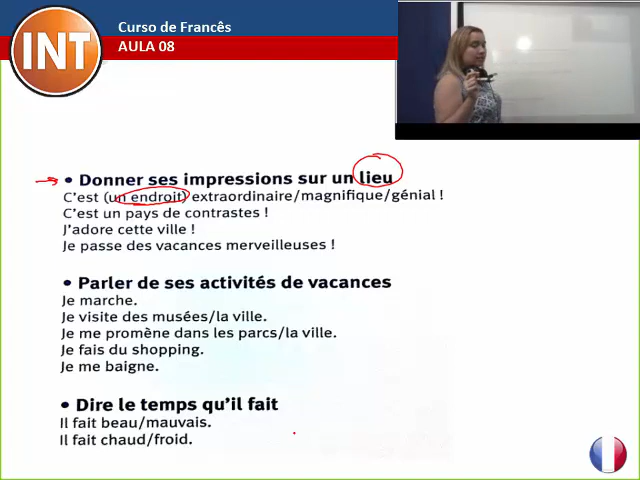 INT
Curso de Francês
AULA 08
• Donner ses impressions sur un lieu
C'est (un endroit) extraordinaire/magnifique/génial !
C'est un pays de contrastes !
J'adore cette ville !
Je passe des vacances merveilleuses !
• Parler de ses activités de vacances
Je marche.
Je visite des musées/la ville.
Je me promène dans les parcs/la ville.
Je fais du shopping.
Je me baigne.
• Dire le temps qu'il fait
Il fait beau/mauvais.
Il fait chaud/froid.